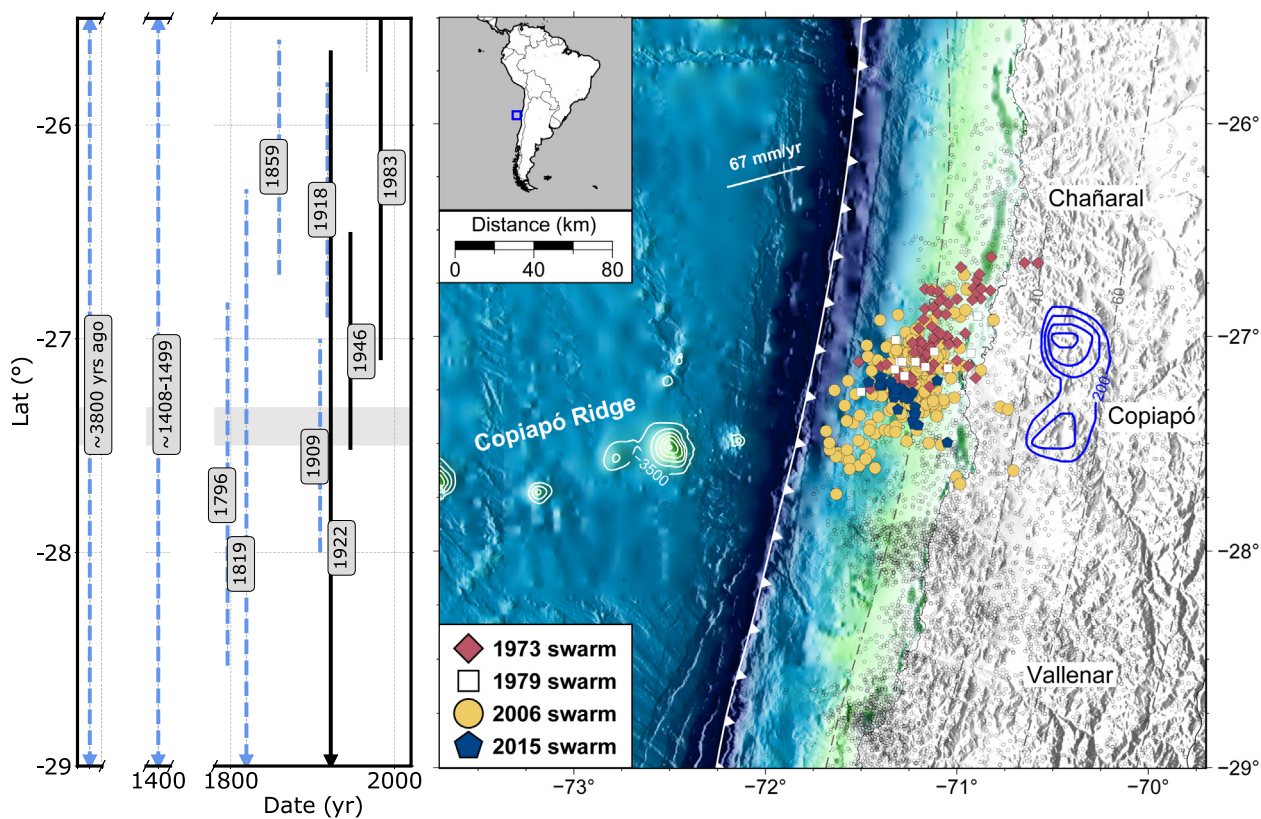 Lat (°)
-26
-27
-28
-29
~3800 yrs ago
~1408-1499
1796
1819
1859
1909
1918
1922
1946
1983
1400
1800
2000
Date (yr)
Distance (km)
0 40 80
67 mm/yr
Copiapó Ridge
-3500
Chañaral
-60
200
Copiapó
Vallenar
1973 swarm
1979 swarm
2006 swarm
2015 swarm
−26°
−27°
−28°
−29°
−73°
−72°
−71°
−70°